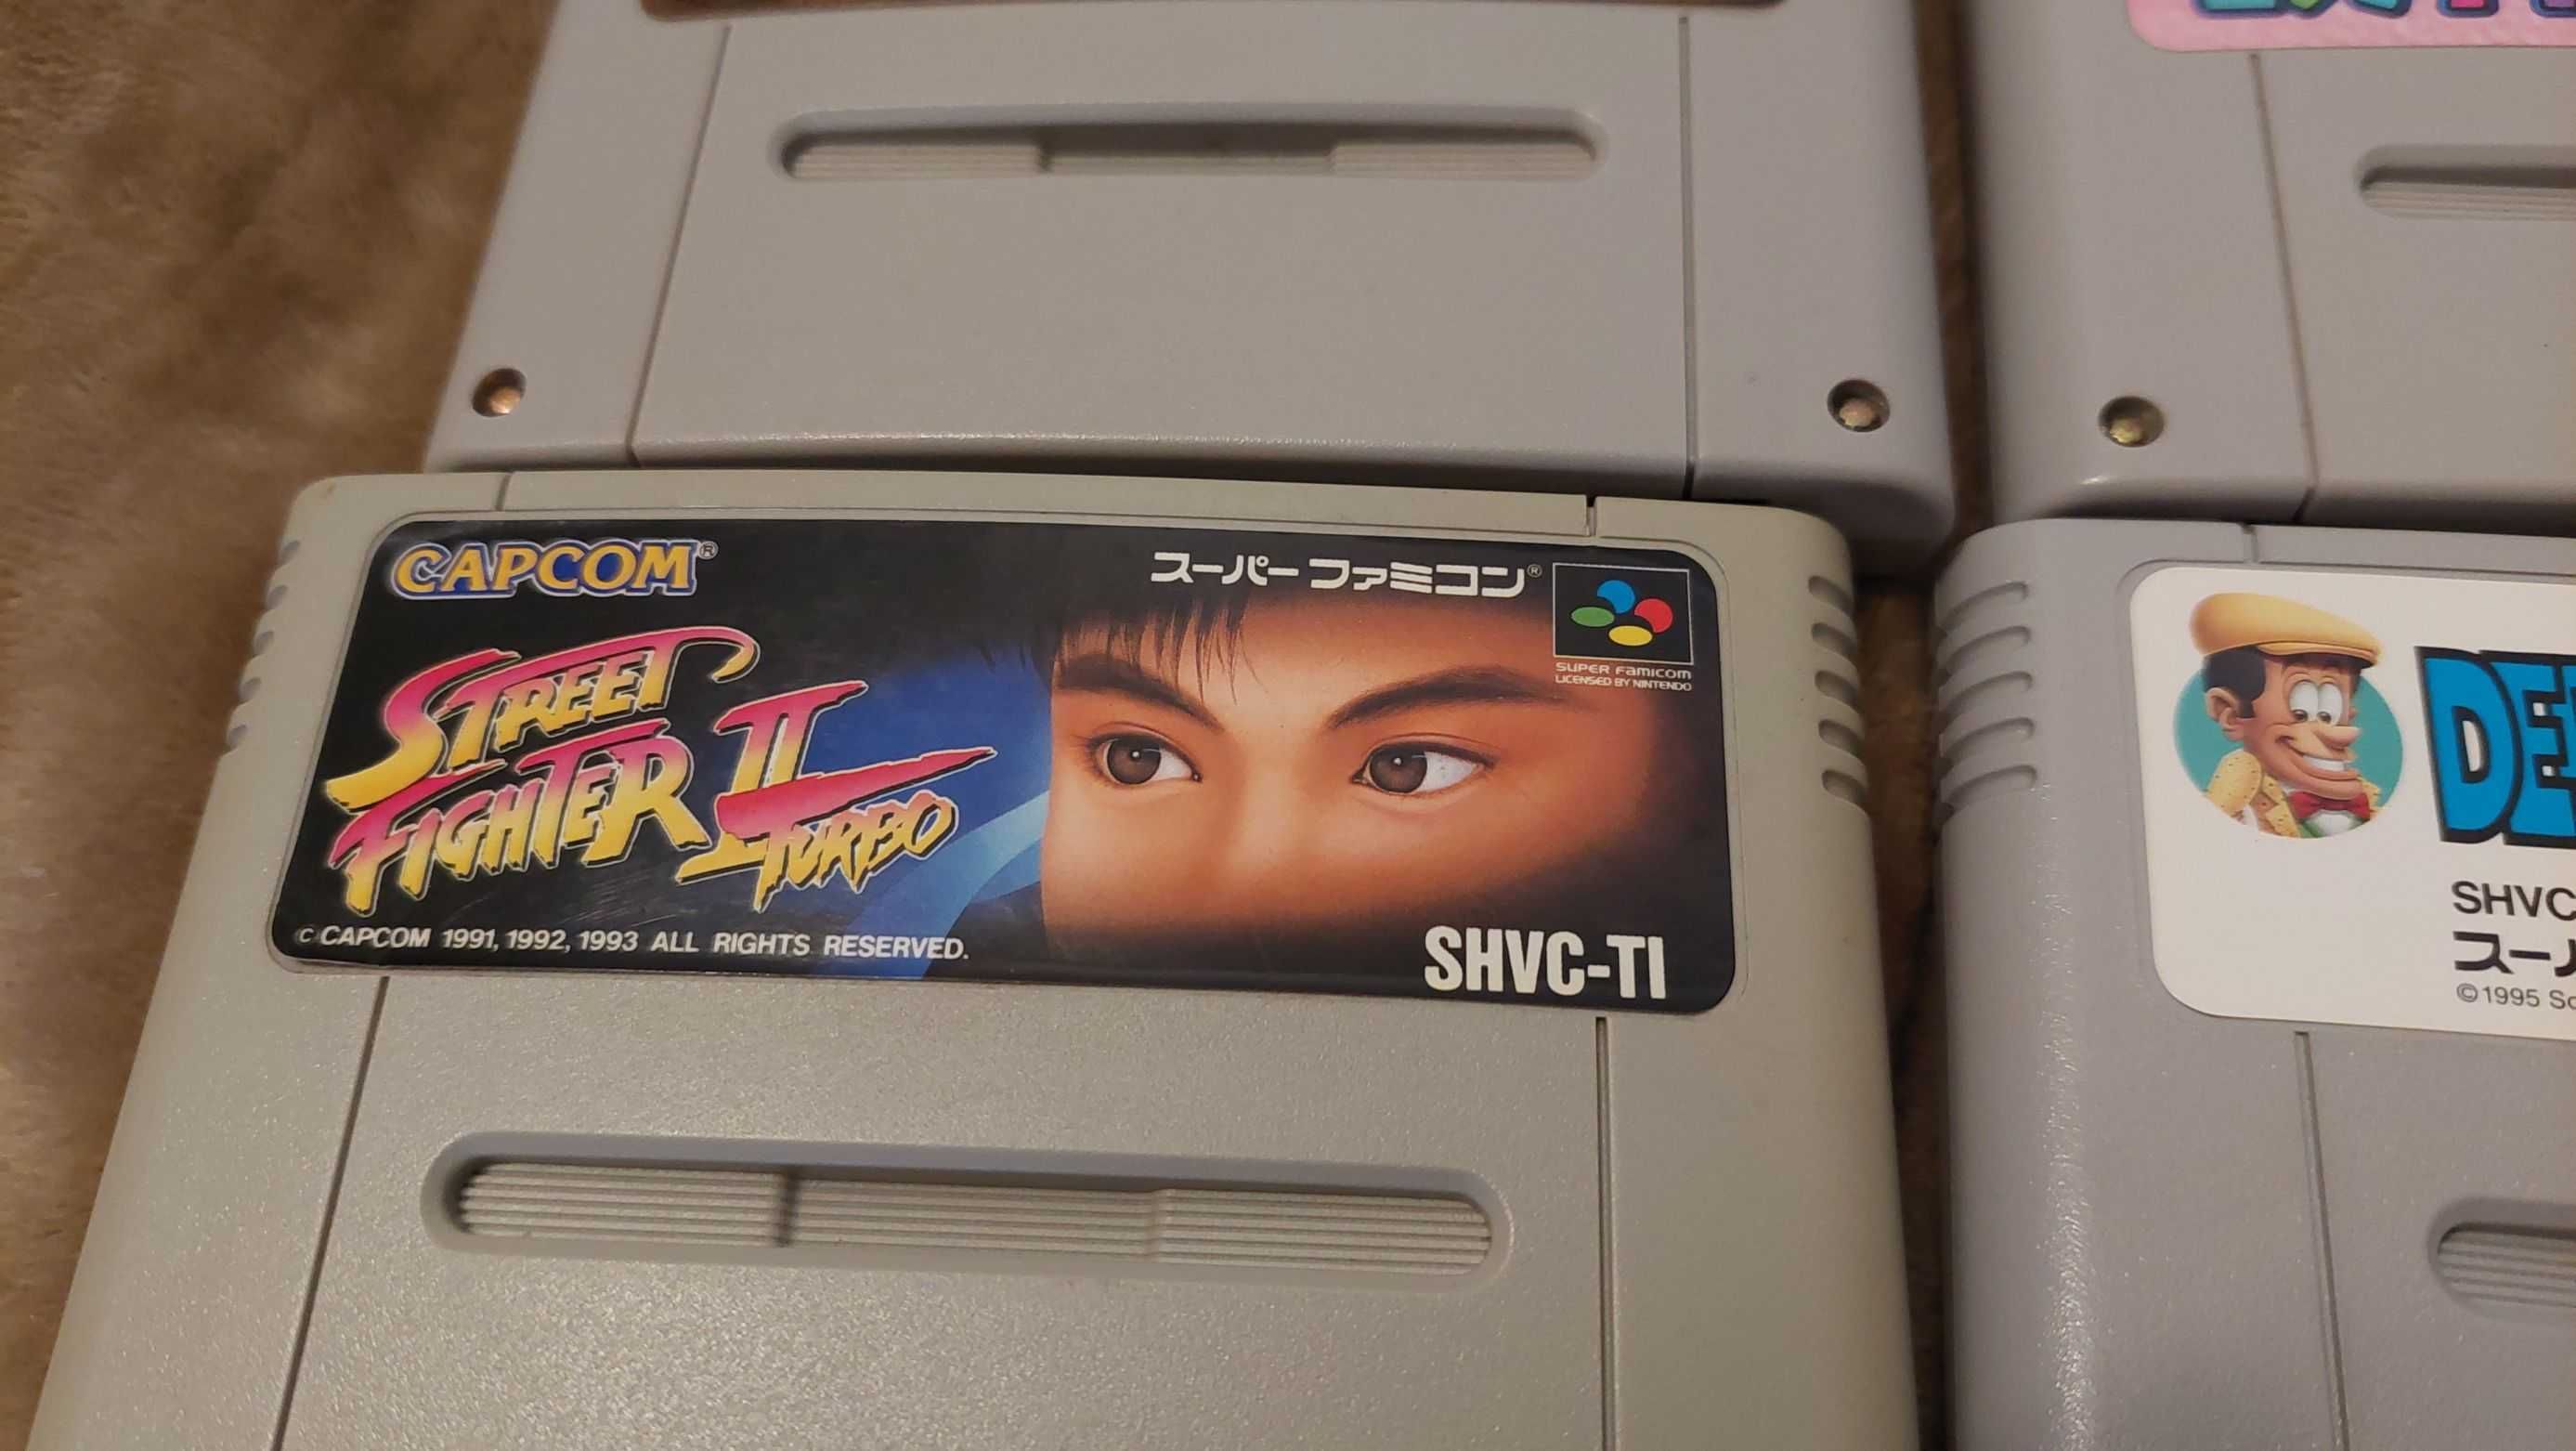 CAPCOM®
スーパーファミコン®
SUPER FAMICOM
LICENSED BY NINTENDO
STREET
FIGHTER II
TURBO
© CAPCOM 1991, 1992, 1993 ALL RIGHTS RESERVED.
SHVC-TI
SHVC
©1995